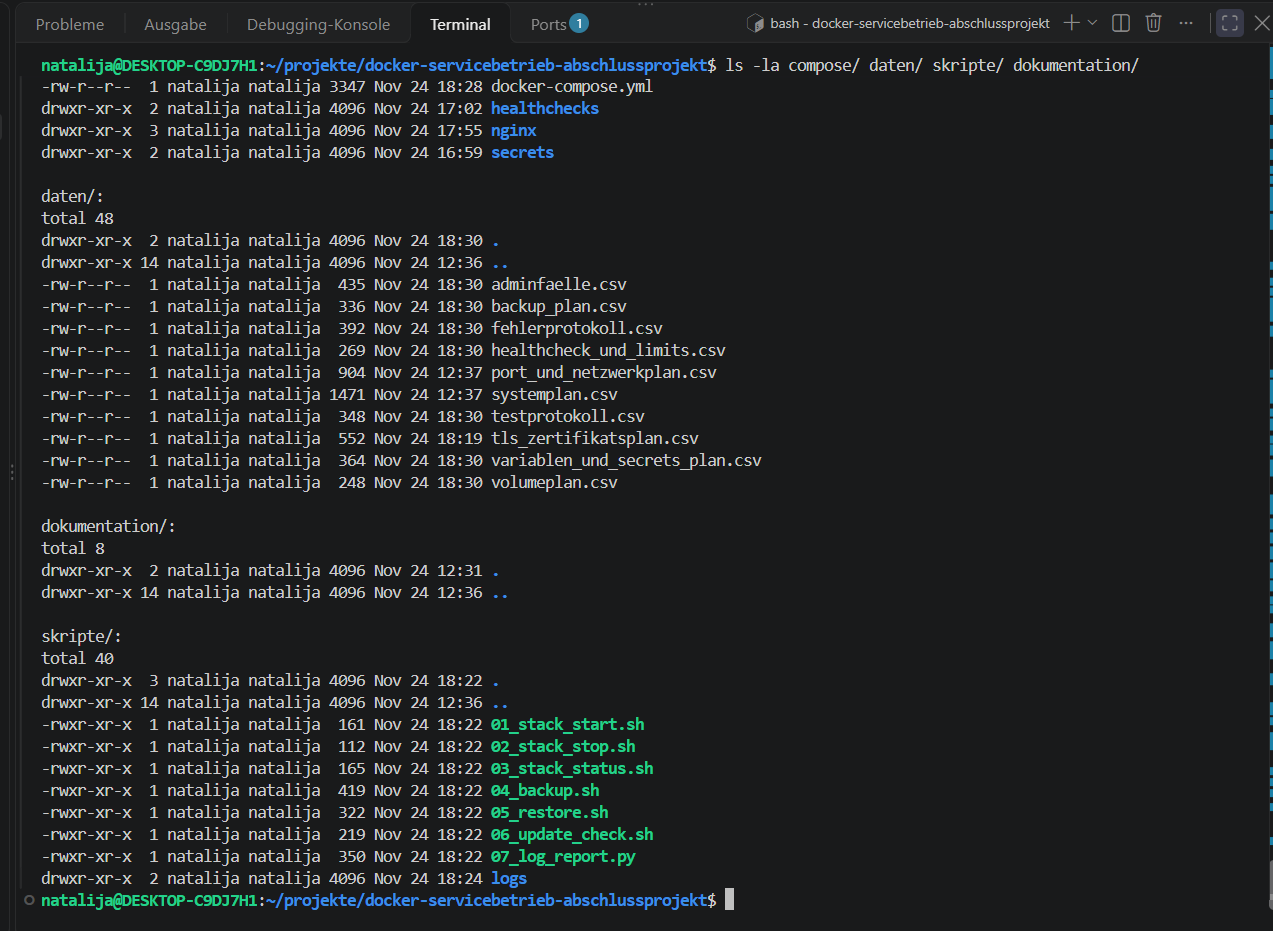 Probleme Ausgabe Debugging-Konsole Terminal Ports 1 bash - docker-servicebetrieb-abschlussprojekt
natalija@DESKTOP-C9DJ7H1:~/projekte/docker-servicebetrieb-abschlussprojekt$ ls -la compose/ daten/ skripte/ dokumentation/
-rw-r--r--  1 natalija natalija 3347 Nov 24 18:28 docker-compose.yml
drwxr-xr-x  2 natalija natalija 4096 Nov 24 17:02 healthchecks
drwxr-xr-x  3 natalija natalija 4096 Nov 24 17:55 nginx
drwxr-xr-x  2 natalija natalija 4096 Nov 24 16:59 secrets

daten/:
total 48
drwxr-xr-x  2 natalija natalija 4096 Nov 24 18:30 .
drwxr-xr-x 14 natalija natalija 4096 Nov 24 12:36 ..
-rw-r--r--  1 natalija natalija  435 Nov 24 18:30 adminfaelle.csv
-rw-r--r--  1 natalija natalija  336 Nov 24 18:30 backup_plan.csv
-rw-r--r--  1 natalija natalija  392 Nov 24 18:30 fehlerprotokoll.csv
-rw-r--r--  1 natalija natalija  269 Nov 24 18:30 healthcheck_und_limits.csv
-rw-r--r--  1 natalija natalija  904 Nov 24 12:37 port_und_netzwerkplan.csv
-rw-r--r--  1 natalija natalija 1471 Nov 24 12:37 systemplan.csv
-rw-r--r--  1 natalija natalija  348 Nov 24 18:30 testprotokoll.csv
-rw-r--r--  1 natalija natalija  552 Nov 24 18:19 tls_zertifikatsplan.csv
-rw-r--r--  1 natalija natalija  364 Nov 24 18:30 variablen_und_secrets_plan.csv
-rw-r--r--  1 natalija natalija  248 Nov 24 18:30 volumeplan.csv

dokumentation/:
total 8
drwxr-xr-x  2 natalija natalija 4096 Nov 24 12:31 .
drwxr-xr-x 14 natalija natalija 4096 Nov 24 12:36 ..

skripte/:
total 40
drwxr-xr-x  3 natalija natalija 4096 Nov 24 18:22 .
drwxr-xr-x 14 natalija natalija 4096 Nov 24 12:36 ..
-rwxr-xr-x  1 natalija natalija  161 Nov 24 18:22 01_stack_start.sh
-rwxr-xr-x  1 natalija natalija  112 Nov 24 18:22 02_stack_stop.sh
-rwxr-xr-x  1 natalija natalija  165 Nov 24 18:22 03_stack_status.sh
-rwxr-xr-x  1 natalija natalija  419 Nov 24 18:22 04_backup.sh
-rwxr-xr-x  1 natalija natalija  322 Nov 24 18:22 05_restore.sh
-rwxr-xr-x  1 natalija natalija  219 Nov 24 18:22 06_update_check.sh
-rwxr-xr-x  1 natalija natalija  350 Nov 24 18:22 07_log_report.py
drwxr-xr-x  2 natalija natalija 4096 Nov 24 18:24 logs
natalija@DESKTOP-C9DJ7H1:~/projekte/docker-servicebetrieb-abschlussprojekt$